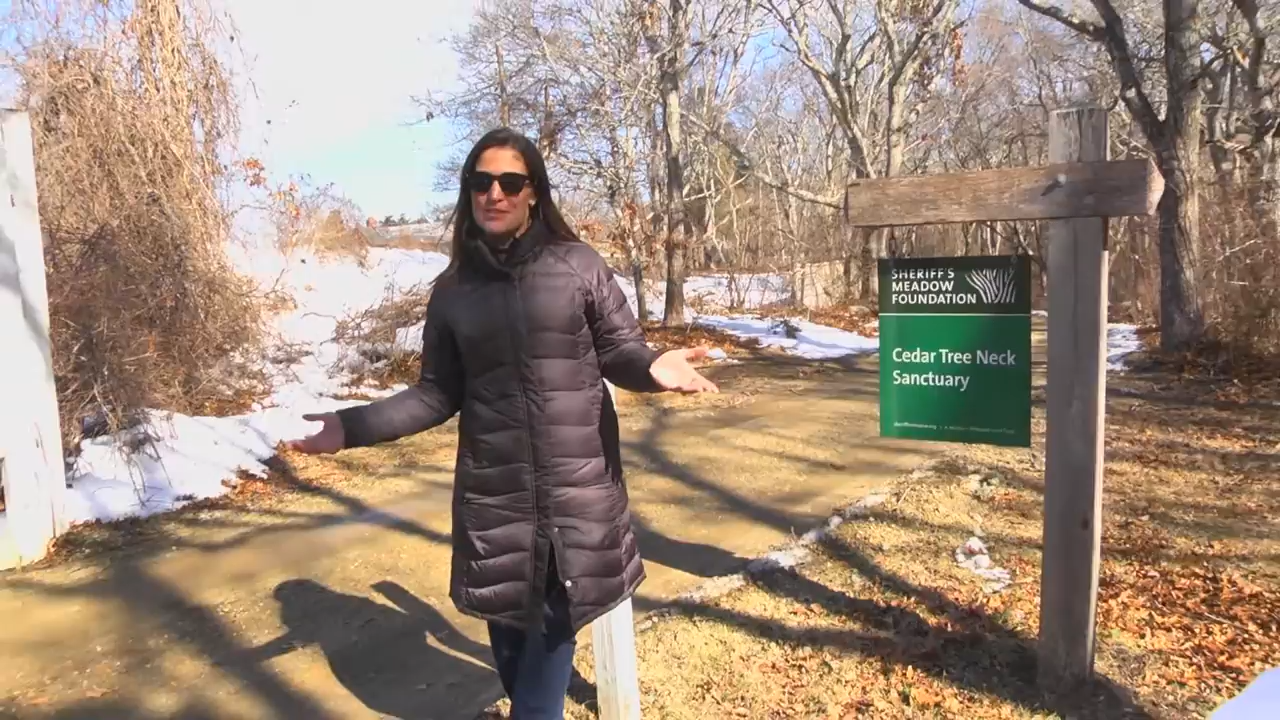 SHERIFF'S
MEADOW
FOUNDATION
Cedar Tree Neck
Sanctuary